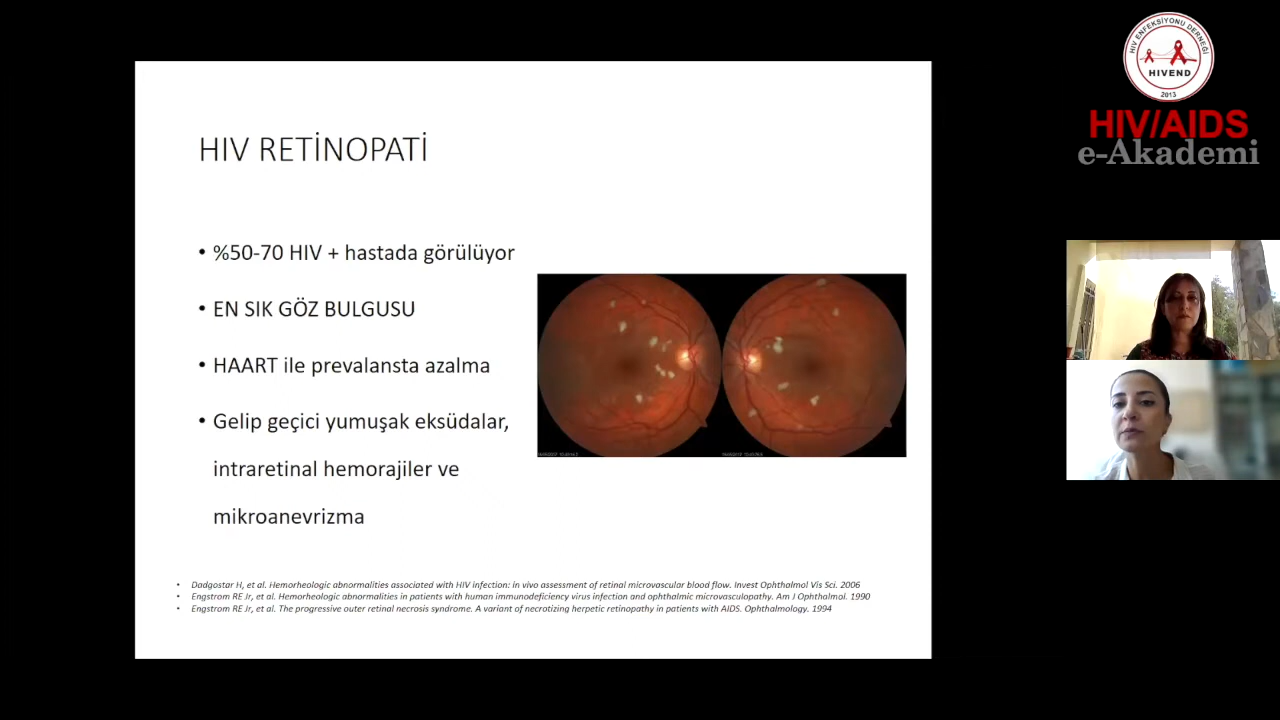 HIV RETİNOPATİ
• %50-70 HIV + hastada görülüyor
• EN SIK GÖZ BULGUSU
• HAART ile prevalansta azalma
• Gelip geçici yumuşak eksüdalar,
intraretinal hemorajiler ve
mikroanevrizma
• Dadgostar H, et al. Hemorheologic abnormalities associated with HIV infection: in vivo assessment of retinal microvascular blood flow. Invest Ophthalmol Vis Sci. 2006
• Engstrom RE Jr, et al. Hemorheologic abnormalities in patients with human immunodeficiency virus infection and ophthalmic microvasculopathy. Am J Ophthalmol. 1990
• Engstrom RE Jr, et al. The progressive outer retinal necrosis syndrome. A variant of necrotizing herpetic retinopathy in patients with AIDS. Ophthalmology. 1994
HIV ENFEKSİYONU DERNEĞİ
HIVEND
2013
HIV/AIDS
e-Akademi